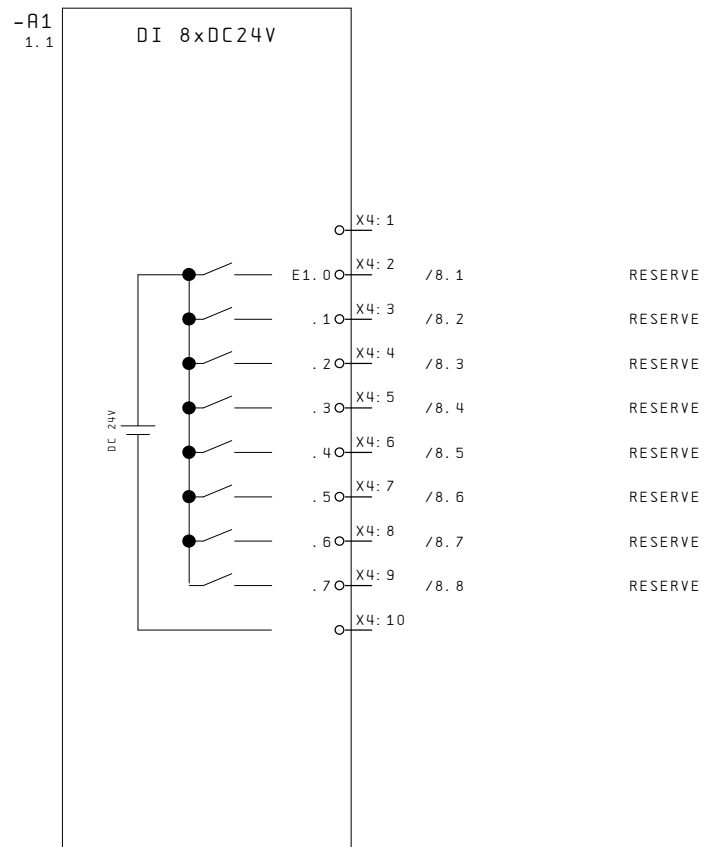 -A1
1.1
DI 8xDC24V
X4:1
E1.0 X4:2 /8.1 RESERVE
.1 X4:3 /8.2 RESERVE
.2 X4:4 /8.3 RESERVE
.3 X4:5 /8.4 RESERVE
DC 24V
.4 X4:6 /8.5 RESERVE
.5 X4:7 /8.6 RESERVE
.6 X4:8 /8.7 RESERVE
.7 X4:9 /8.8 RESERVE
X4:10